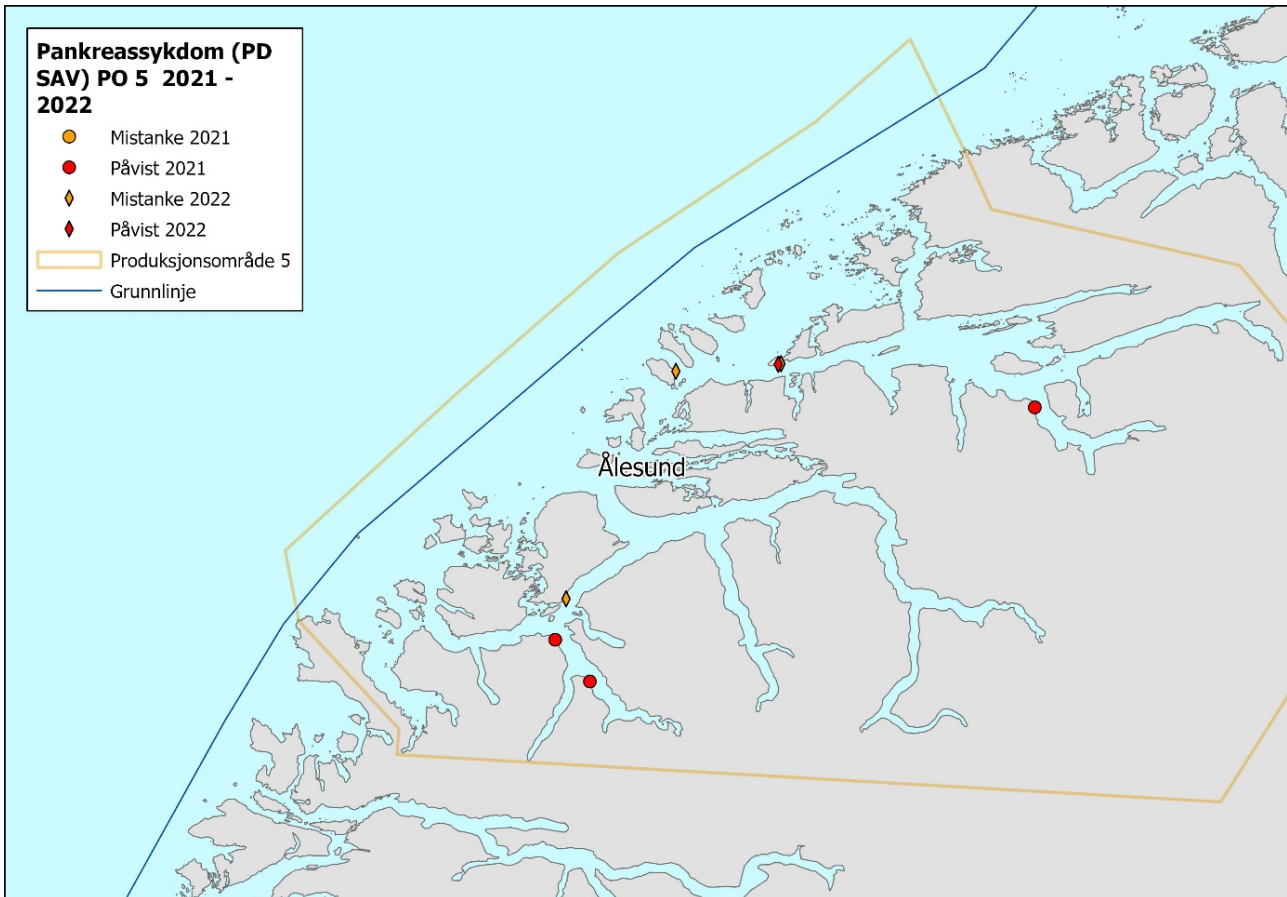 Pankreassykdom (PD
SAV) PO 5  2021 -
2022
Mistanke 2021
Påvist 2021
Mistanke 2022
Påvist 2022
Produksjonsområde 5
Grunnlinje
Ålesund